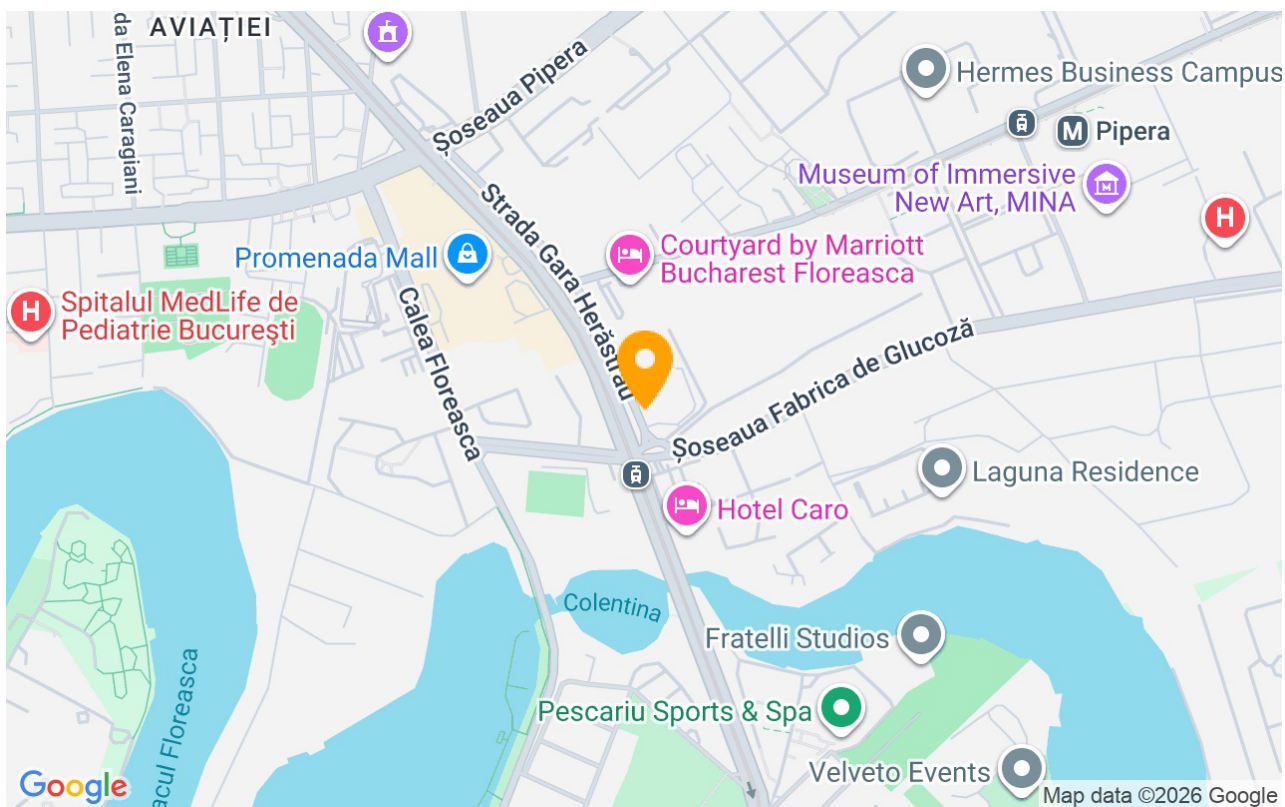 AVIAȚIEI
da Elena Caragiani
Șoseaua Pipera
Hermes Business Campus
M Pipera
Museum of Immersive
New Art, MINA
H
Strada Gara Herăstrău
Promenada Mall
Courtyard by Marriott
Bucharest Floreasca
H
Spitalul MedLife de
Pediatrie București
Calea Floreasca
Șoseaua Fabrica de Glucoză
Laguna Residence
Hotel Caro
Colentina
Fratelli Studios
Pescariu Sports & Spa
acul Floreasca
Velveto Events
Google
Map data ©2026 Google